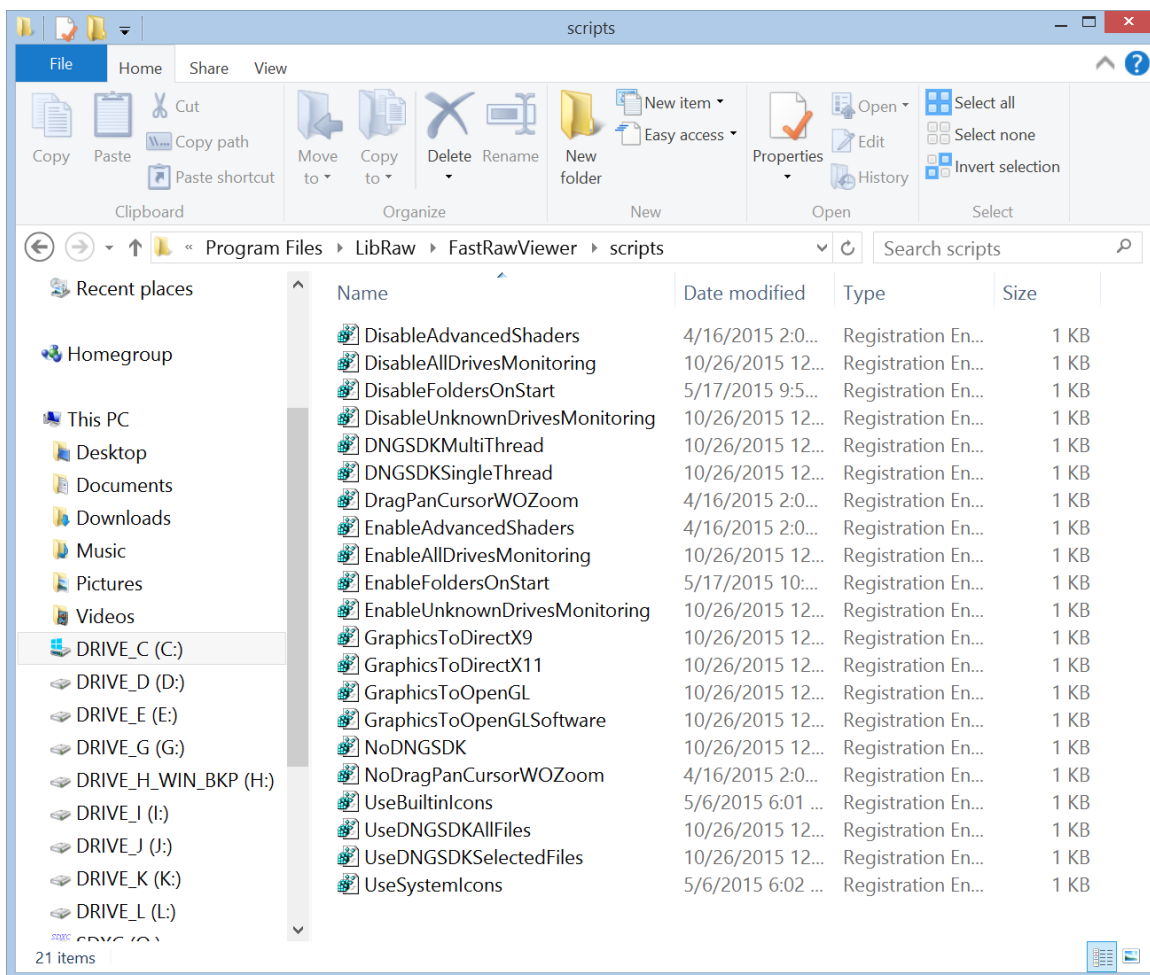 scripts
File Home Share View
Copy
Paste
Cut
Copy path
Paste shortcut
Clipboard
Move to
Copy to
Delete
Rename
Organize
New folder
New item
Easy access
New
Properties
Open
Edit
History
Open
Select all
Select none
Invert selection
Select
« Program Files LibRaw FastRawViewer scripts
Search scripts
Recent places
Homegroup
This PC
Desktop
Documents
Downloads
Music
Pictures
Videos
DRIVE_C (C:)
DRIVE_D (D:)
DRIVE_E (E:)
DRIVE_G (G:)
DRIVE_H_WIN_BKP (H:)
DRIVE_I (I:)
DRIVE_J (J:)
DRIVE_K (K:)
DRIVE_L (L:)
Name Date modified Type Size
DisableAdvancedShaders 4/16/2015 2:0... Registration En... 1 KB
DisableAllDrivesMonitoring 10/26/2015 12... Registration En... 1 KB
DisableFoldersOnStart 5/17/2015 9:5... Registration En... 1 KB
DisableUnknownDrivesMonitoring 10/26/2015 12... Registration En... 1 KB
DNGSDKMultiThread 10/26/2015 12... Registration En... 1 KB
DNGSDKSingleThread 10/26/2015 12... Registration En... 1 KB
DragPanCursorWOZoom 4/16/2015 2:0... Registration En... 1 KB
EnableAdvancedShaders 4/16/2015 2:0... Registration En... 1 KB
EnableAllDrivesMonitoring 10/26/2015 12... Registration En... 1 KB
EnableFoldersOnStart 5/17/2015 10:... Registration En... 1 KB
EnableUnknownDrivesMonitoring 10/26/2015 12... Registration En... 1 KB
GraphicsToDirectX9 10/26/2015 12... Registration En... 1 KB
GraphicsToDirectX11 10/26/2015 12... Registration En... 1 KB
GraphicsToOpenGL 10/26/2015 12... Registration En... 1 KB
GraphicsToOpenGLSoftware 10/26/2015 12... Registration En... 1 KB
NoDNGSDK 10/26/2015 12... Registration En... 1 KB
NoDragPanCursorWOZoom 4/16/2015 2:0... Registration En... 1 KB
UseBuiltinIcons 5/6/2015 6:01 ... Registration En... 1 KB
UseDNGSDKAllFiles 10/26/2015 12... Registration En... 1 KB
UseDNGSDKSelectedFiles 10/26/2015 12... Registration En... 1 KB
UseSystemIcons 5/6/2015 6:02 ... Registration En... 1 KB
21 items